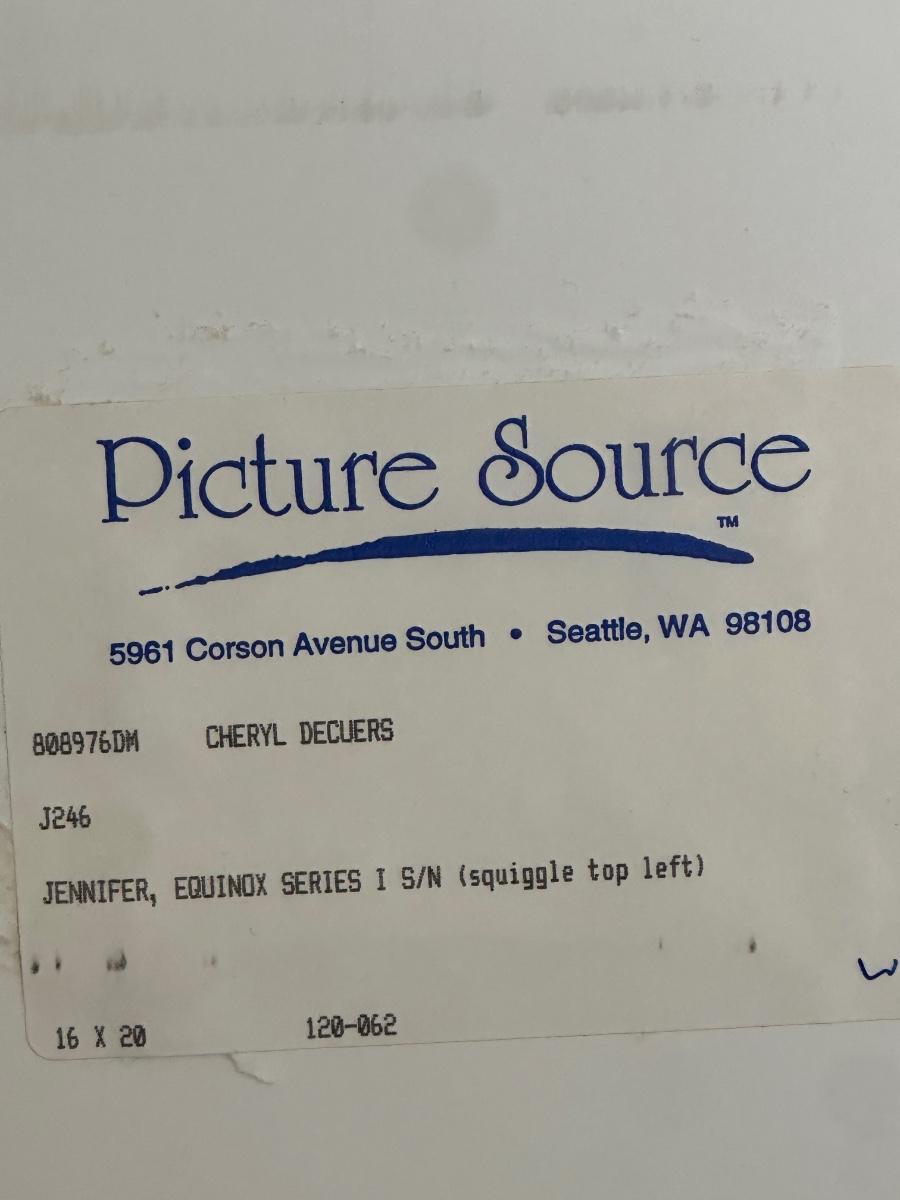 Picture Source
TM
5961 Corson Avenue South • Seattle, WA 98108
808976DM CHERYL DECUERS
J246
JENNIFER, EQUINOX SERIES I S/N (squiggle top left)
16 X 20 120-062